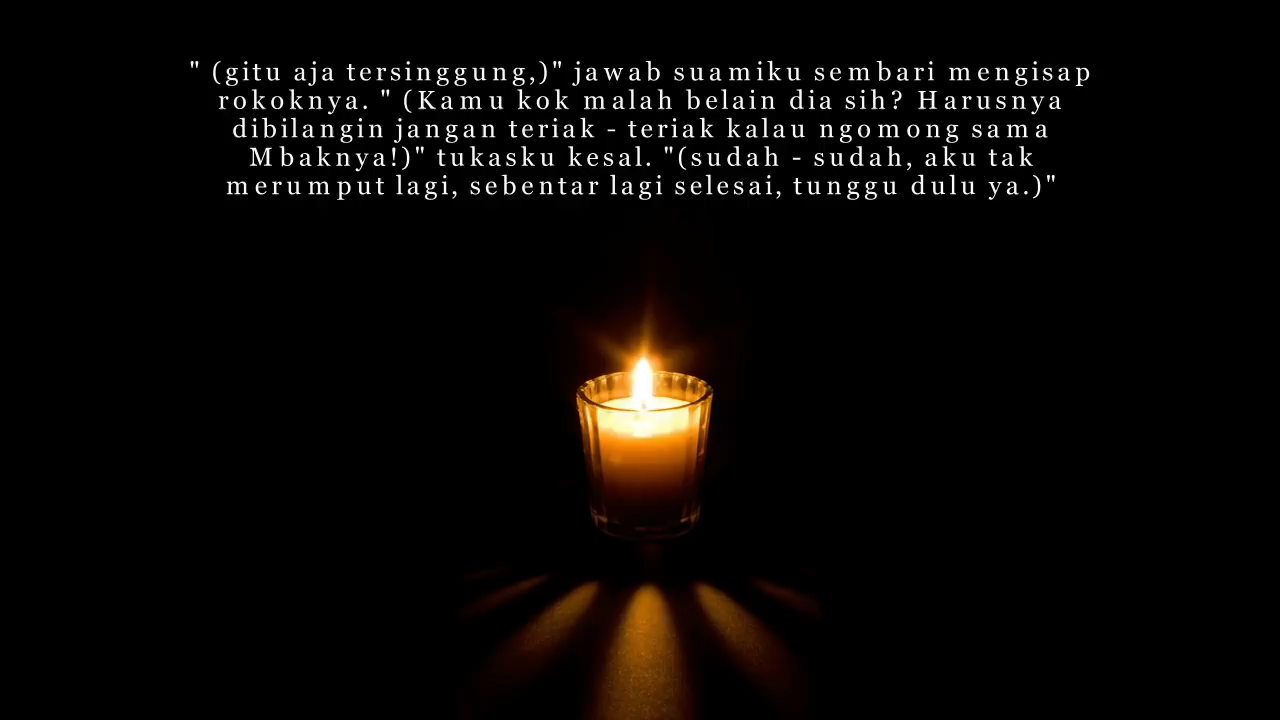 " (gitu aja tersinggung,)" jawab suamiku sembari mengisap
rokoknya. " (Kamu kok malah belain dia sih? Harusnya
dibilangin jangan teriak - teriak kalau ngomong sama
Mbaknya!)" tukasku kesal. "(sudah - sudah, aku tak
merumput lagi, sebentar lagi selesai, tunggu dulu ya.)"